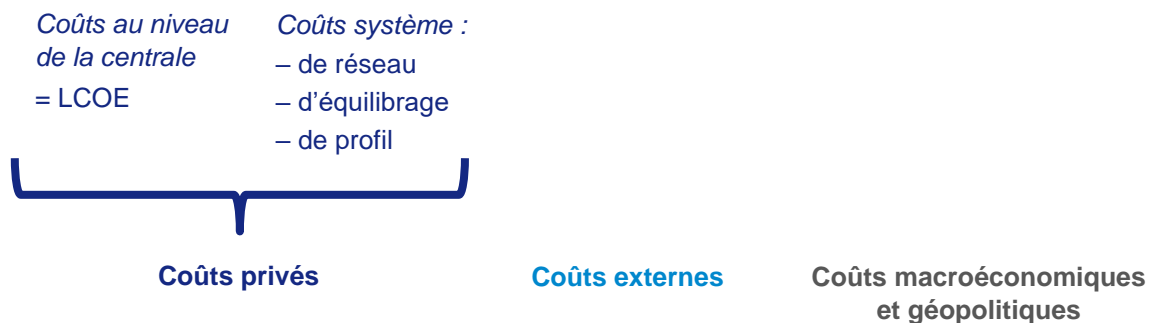 Coûts au niveau
de la centrale
= LCOE
Coûts système :
– de réseau
– d’équilibrage
– de profil
Coûts privés
Coûts externes
Coûts macroéconomiques
et géopolitiques